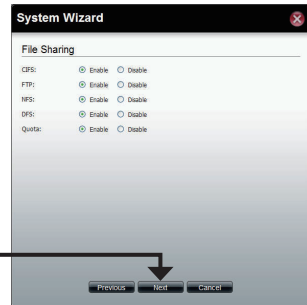 System Wizard
File Sharing
CIFS: Enable Disable
FTP: Enable Disable
NFS: Enable Disable
DFS: Enable Disable
Quota: Enable Disable
Previous Next Cancel